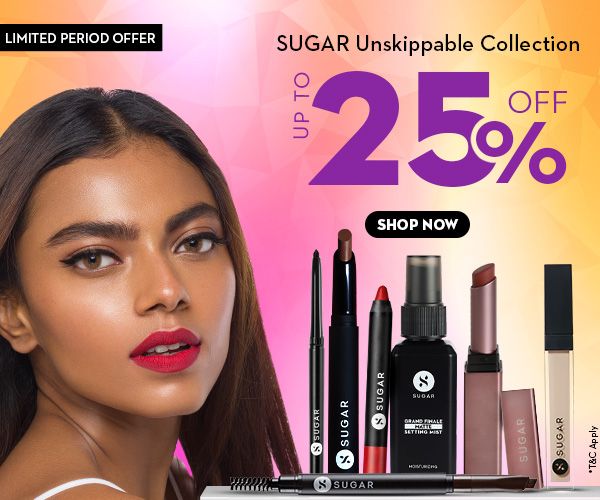 LIMITED PERIOD OFFER
SUGAR Unskippable Collection
UP TO
25%
OFF
SHOP NOW
SUGAR
SUGAR
SUGAR
SUGAR
GRAND FINALE
MATTE
SETTING MIST
MOISTURIZING
SUGAR
SUGAR
SUGAR
*T&C Apply